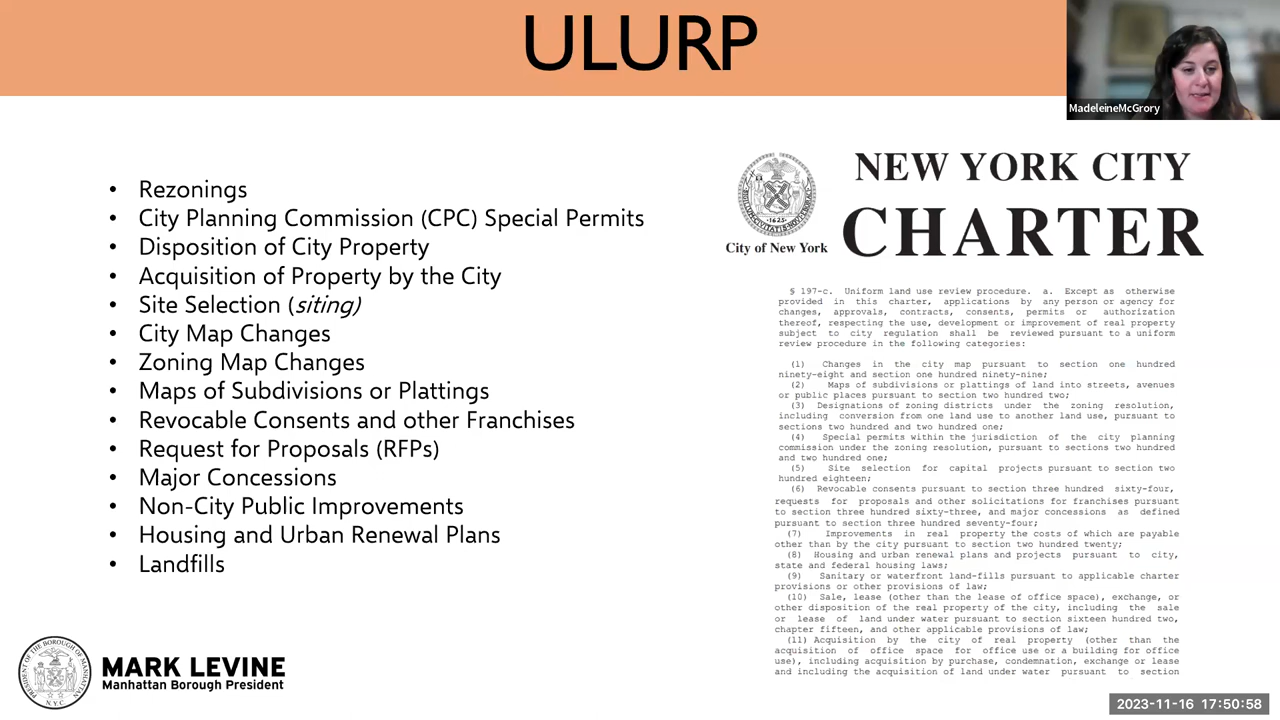 ULURP
MadeleineMcGrory
• Rezonings
• City Planning Commission (CPC) Special Permits
• Disposition of City Property
• Acquisition of Property by the City
• Site Selection (siting)
• City Map Changes
• Zoning Map Changes
• Maps of Subdivisions or Plattings
• Revocable Consents and other Franchises
• Request for Proposals (RFPs)
• Major Concessions
• Non-City Public Improvements
• Housing and Urban Renewal Plans
• Landfills
NEW YORK CITY
CHARTER
1625
City of New York
§ 197-c. Uniform land use review procedure. a. Except as otherwise
provided in this charter, applications by any person or agency for
changes, approvals, contracts, consents, permits or authorization
thereof, respecting the use, development or improvement of real property
subject to city regulation shall be reviewed pursuant to a uniform
review procedure in the following categories:
(1) Changes in the city map pursuant to section one hundred
ninety-eight and section one hundred ninety-nine;
(2) Maps of subdivisions or plattings of land into streets, avenues
or public places pursuant to section two hundred two;
(3) Designations of zoning districts under the zoning resolution,
including conversion from one land use to another land use, pursuant to
sections two hundred and two hundred one;
(4) Special permits within the jurisdiction of the city planning
commission under the zoning resolution, pursuant to sections two hundred
and two hundred one;
(5) Site selection for capital projects pursuant to section two
hundred eighteen;
(6) Revocable consents pursuant to section three hundred sixty-four,
requests for proposals and other solicitations for franchises pursuant
to section three hundred sixty-three, and major concessions as defined
pursuant to section three hundred seventy-four;
(7) Improvements in real property the costs of which are payable
other than by the city pursuant to section two hundred twenty;
(8) Housing and urban renewal plans and projects pursuant to city,
state and federal housing laws;
(9) Sanitary or waterfront land-fills pursuant to applicable charter
provisions or other provisions of law;
(10) Sale, lease (other than the lease of office space), exchange, or
other disposition of the real property of the city, including the sale
or lease of land under water pursuant to section sixteen hundred two,
chapter fifteen, and other applicable provisions of law;
(11) Acquisition by the city of real property (other than the
acquisition of office space for office use or a building for office
use), including acquisition by purchase, condemnation, exchange or lease
and including the acquisition of land under water pursuant to section
PRESIDENT OF THE BOROUGH OF MANHATTAN
N.Y.C
MARK LEVINE
Manhattan Borough President
2023-11-16 17:50:58